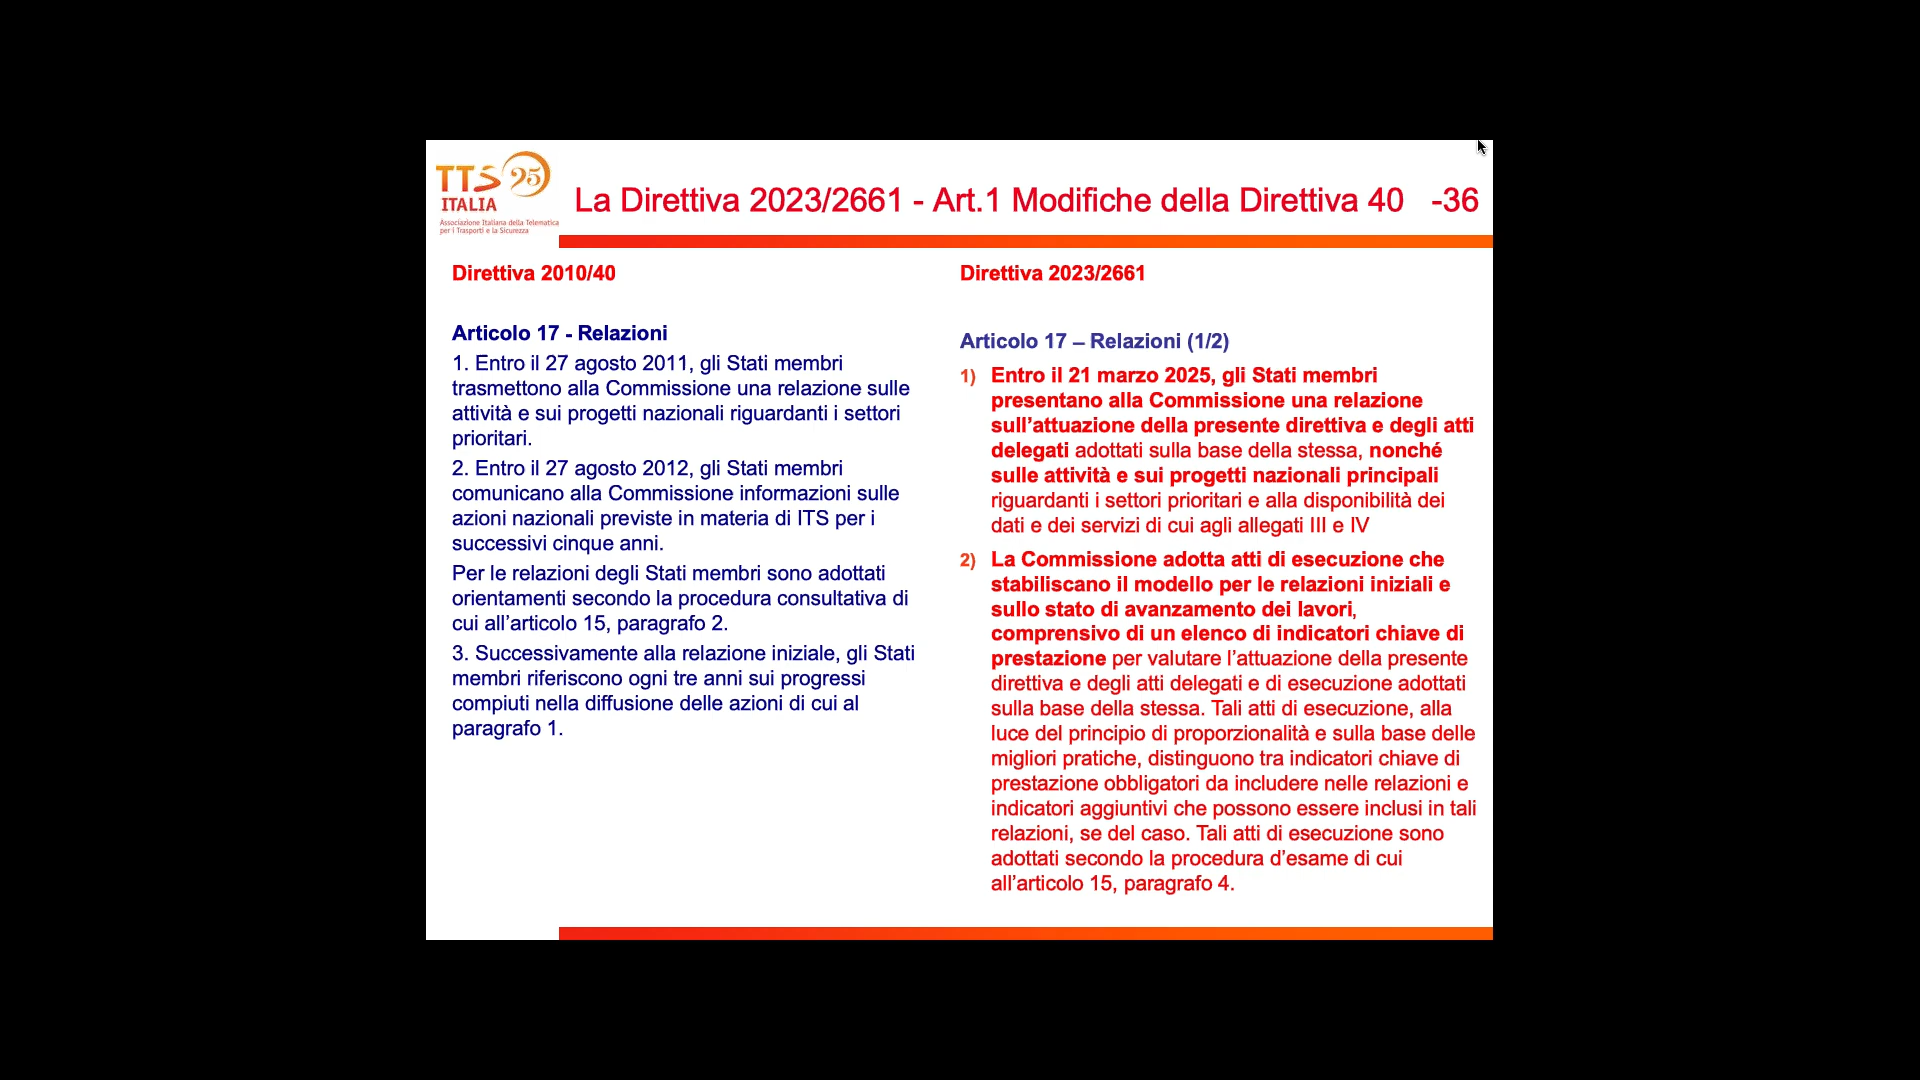 TTS 25
ITALIA
Associazione Italiana della Telematica
per i Trasporti e la Sicurezza
La Direttiva 2023/2661 - Art.1 Modifiche della Direttiva 40 -36
Direttiva 2010/40
Articolo 17 - Relazioni
1. Entro il 27 agosto 2011, gli Stati membri
trasmettono alla Commissione una relazione sulle
attività e sui progetti nazionali riguardanti i settori
prioritari.
2. Entro il 27 agosto 2012, gli Stati membri
comunicano alla Commissione informazioni sulle
azioni nazionali previste in materia di ITS per i
successivi cinque anni.
Per le relazioni degli Stati membri sono adottati
orientamenti secondo la procedura consultativa di
cui all’articolo 15, paragrafo 2.
3. Successivamente alla relazione iniziale, gli Stati
membri riferiscono ogni tre anni sui progressi
compiuti nella diffusione delle azioni di cui al
paragrafo 1.
Direttiva 2023/2661
Articolo 17 – Relazioni (1/2)
1) Entro il 21 marzo 2025, gli Stati membri
presentano alla Commissione una relazione
sull’attuazione della presente direttiva e degli atti
delegati adottati sulla base della stessa, nonché
sulle attività e sui progetti nazionali principali
riguardanti i settori prioritari e alla disponibilità dei
dati e dei servizi di cui agli allegati III e IV
2) La Commissione adotta atti di esecuzione che
stabiliscano il modello per le relazioni iniziali e
sullo stato di avanzamento dei lavori,
comprensivo di un elenco di indicatori chiave di
prestazione per valutare l’attuazione della presente
direttiva e degli atti delegati e di esecuzione adottati
sulla base della stessa. Tali atti di esecuzione, alla
luce del principio di proporzionalità e sulla base delle
migliori pratiche, distinguono tra indicatori chiave di
prestazione obbligatori da includere nelle relazioni e
indicatori aggiuntivi che possono essere inclusi in tali
relazioni, se del caso. Tali atti di esecuzione sono
adottati secondo la procedura d’esame di cui
all’articolo 15, paragrafo 4.